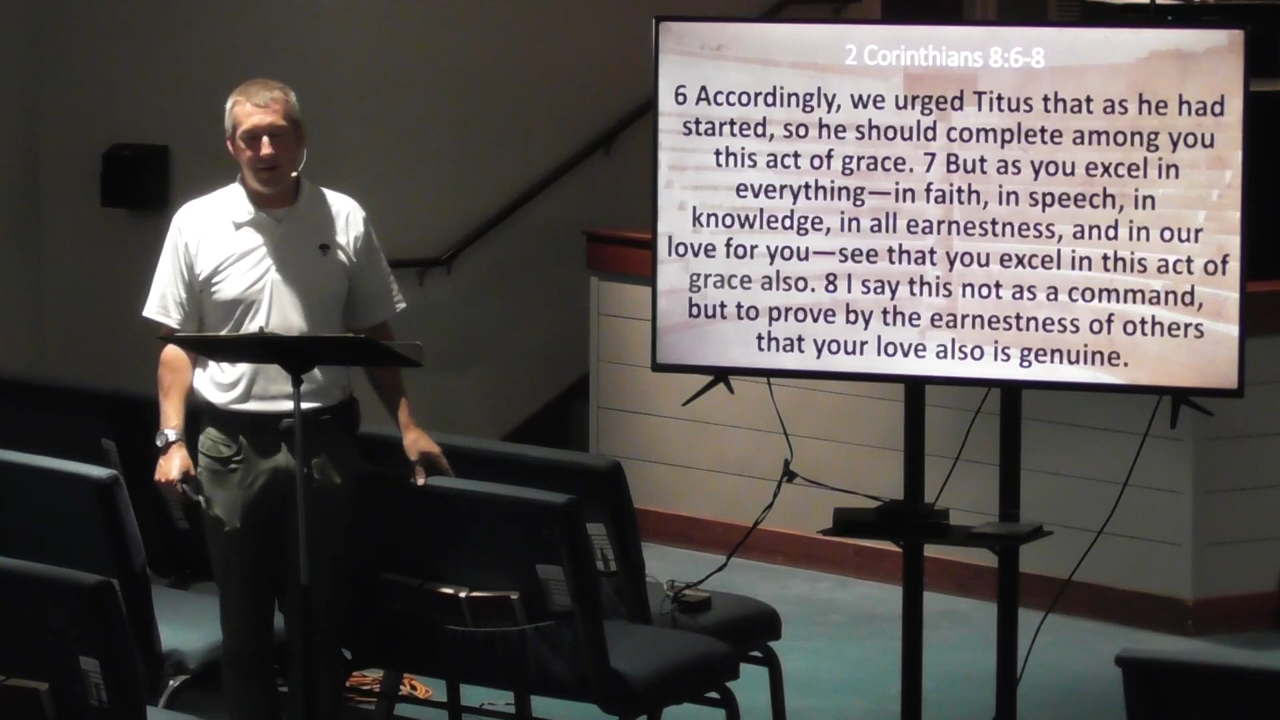 2 Corinthians 8:6-8
6 Accordingly, we urged Titus that as he had
started, so he should complete among you
this act of grace. 7 But as you excel in
everything—in faith, in speech, in
knowledge, in all earnestness, and in our
love for you—see that you excel in this act of
grace also. 8 I say this not as a command,
but to prove by the earnestness of others
that your love also is genuine.